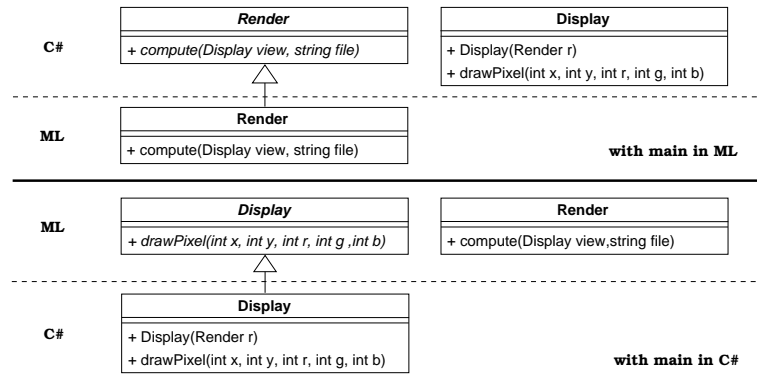 Render
+ compute(Display view, string file)
Display
+ Display(Render r)
+ drawPixel(int x, int y, int r, int g, int b)
C#
Render
+ compute(Display view, string file)
ML
with main in ML
ML
Display
+ drawPixel(int x, int y, int r, int g ,int b)
Render
+ compute(Display view,string file)
Display
+ Display(Render r)
+ drawPixel(int x, int y, int r, int g, int b)
C#
with main in C#